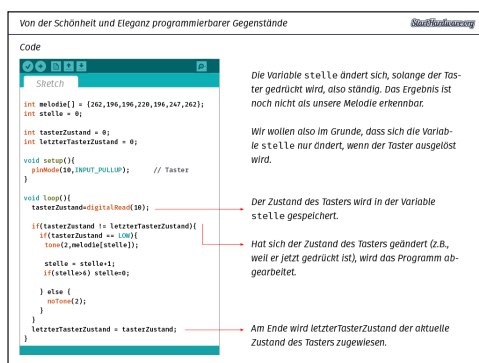 Von der Schönheit und Eleganz programmierbarer Gegenstände
StartHardware.org
Code
Sketch
int melodie[] = {262,196,196,220,196,247,262};
int stelle = 0;
int tasterZustand = 0;
int letzterTasterZustand = 0;
void setup(){
pinMode(10,INPUT_PULLUP); // Taster
}
void loop(){
tasterZustand=digitalRead(10);
if(tasterZustand != letzterTasterZustand){
if(tasterZustand == LOW){
tone(2,melodie[stelle]);
stelle = stelle+1;
if(stelle>6) stelle=0;
} else {
noTone(2);
}
}
letzterTasterZustand = tasterZustand;
}
Die Variable stelle ändert sich, solange der Tas-
ter gedrückt wird, also ständig. Das Ergebnis ist
noch nicht als unsere Melodie erkennbar.
Wir wollen also im Grunde, dass sich die Variab-
le stelle nur ändert, wenn der Taster ausgelöst
wird.
Der Zustand des Tasters wird in der Variable
stelle gespeichert.
Hat sich der Zustand des Tasters geändert (z.B.,
weil er jetzt gedrückt ist), wird das Programm ab-
gearbeitet.
Am Ende wird letzterTasterZustand der aktuelle
Zustand des Tasters zugewiesen.